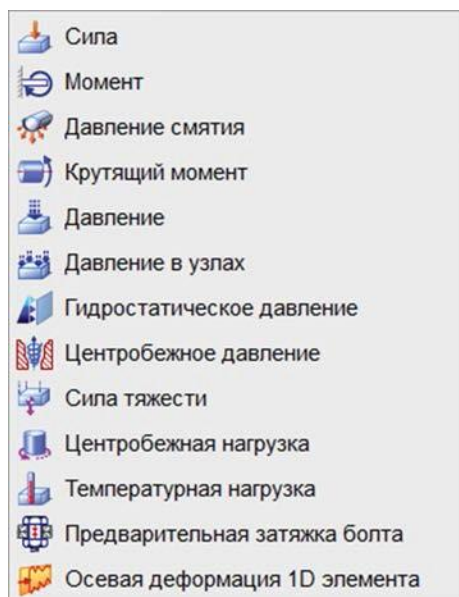 Сила
Момент
Давление смятия
Крутящий момент
Давление
Давление в узлах
Гидростатическое давление
Центробежное давление
Сила тяжести
Центробежная нагрузка
Температурная нагрузка
Предварительная затяжка болта
Осевая деформация 1D элемента